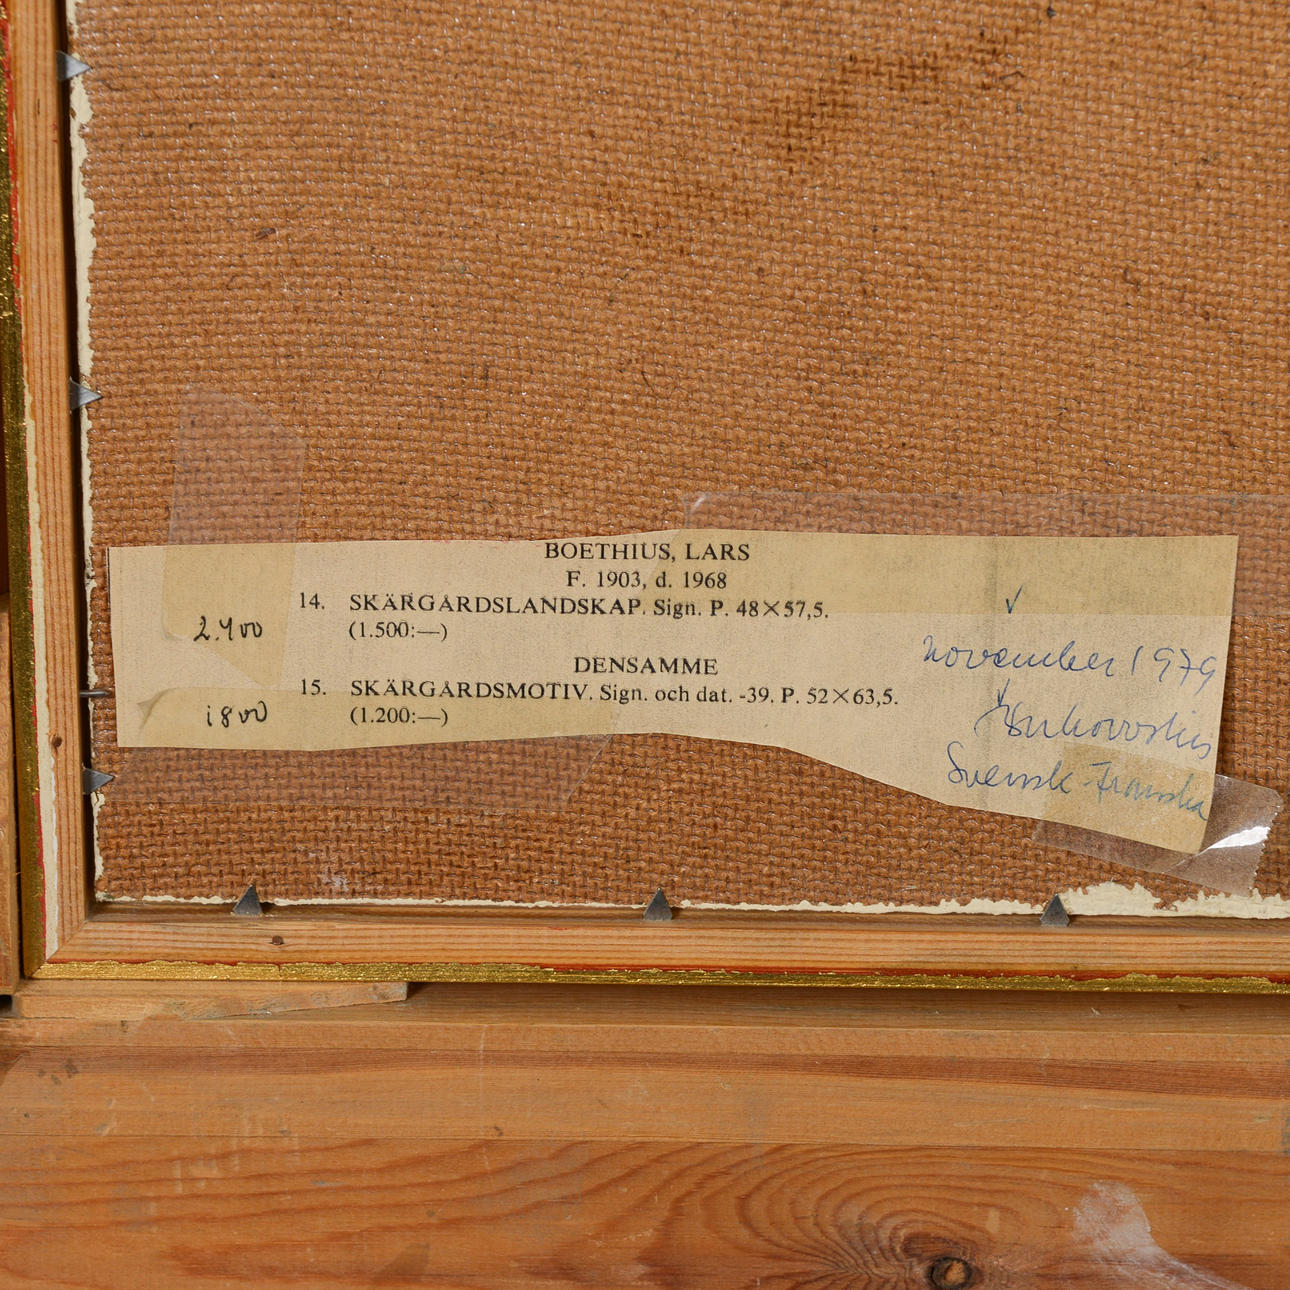 BOETHIUS, LARS
F. 1903, d. 1968
14. SKÄRGÅRDSLANDSKAP. Sign. P. 48×57,5.
2.400 (1.500:—)
DENSAMME
15. SKÄRGÅRDSMOTIV. Sign. och dat. -39. P. 52×63,5.
1800 (1.200:—)
november 1979
Bukowskis
Svensk-Franska